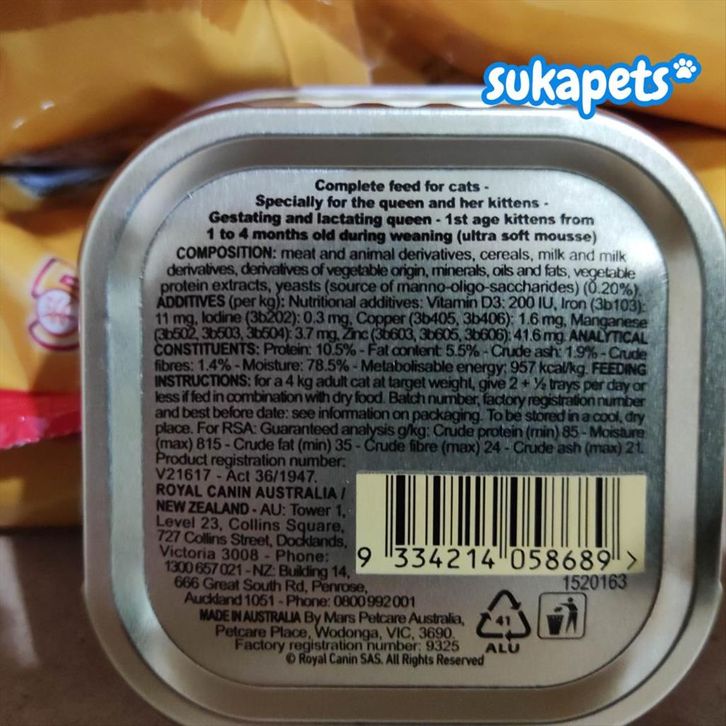 sukapets
Complete feed for cats -
Specially for the queen and her kittens -
Gestating and lactating queen - 1st age kittens from
1 to 4 months old during weaning (ultra soft mousse)
COMPOSITION: meat and animal derivatives, cereals, milk and milk
derivatives, derivatives of vegetable origin, minerals, oils and fats, vegetable
protein extracts, yeasts (source of manno-oligo-saccharides) (0.20%).
ADDITIVES (per kg): Nutritional additives: Vitamin D3: 200 IU, Iron (3b103):
11 mg, Iodine (3b202): 0.3 mg, Copper (3b405, 3b406): 1.6 mg, Manganese
(3b502, 3b503, 3b504): 3.7 mg, Zinc (3b603, 3b605, 3b606): 41.6 mg. ANALYTICAL
CONSTITUENTS: Protein: 10.5% - Fat content: 5.5% - Crude ash: 1.9% - Crude
fibres: 1.4% - Moisture: 78.5% - Metabolisable energy: 957 kcal/kg. FEEDING
INSTRUCTIONS: for a 4 kg adult cat at target weight, give 2 + ½ trays per day or
less if fed in combination with dry food. Batch number, factory registration number
and best before date: see information on packaging. To be stored in a cool, dry
place. For RSA: Guaranteed analysis g/kg: Crude protein (min) 85 - Moisture
(max) 815 - Crude fat (min) 35 - Crude fibre (max) 24 - Crude ash (max) 21.
Product registration number:
V21617 - Act 36/1947.
ROYAL CANIN AUSTRALIA /
NEW ZEALAND - AU: Tower 1,
Level 23, Collins Square,
727 Collins Street, Docklands,
Victoria 3008 - Phone:
1300 657 021 - NZ: Building 14,
666 Great South Rd, Penrose,
Auckland 1051 - Phone: 0800 992 001
MADE IN AUSTRALIA By Mars Petcare Australia,
Petcare Place, Wodonga, VIC, 3690.
Factory registration number: 9325
© Royal Canin SAS. All Rights Reserved
9 334214 058689 >
1520163
41
ALU